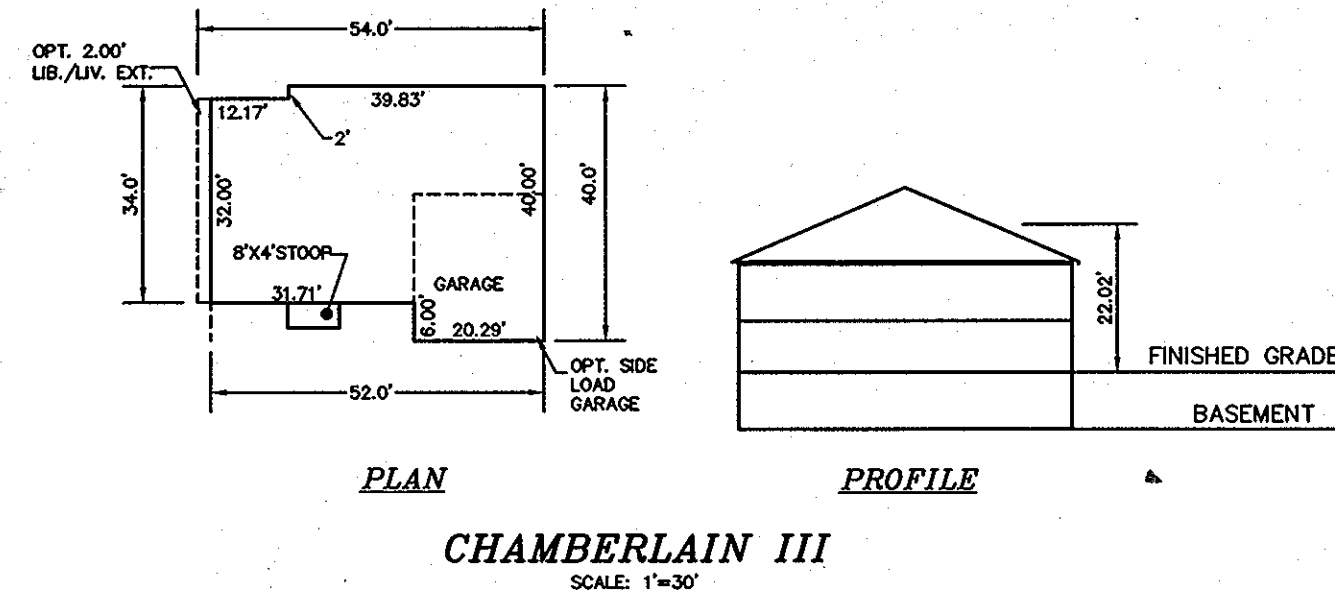 54.0'
OPT. 2.00'
LIB./LIV. EXT.
12.17'
39.83'
2'
34.0'
32.00'
40.00'
40.0'
8'X4'STOOP
GARAGE
31.71'
6.00'
20.29'
OPT. SIDE
LOAD
GARAGE
52.0'
22.02'
FINISHED GRADE
BASEMENT
PLAN
PROFILE
CHAMBERLAIN III
SCALE: 1'=30'